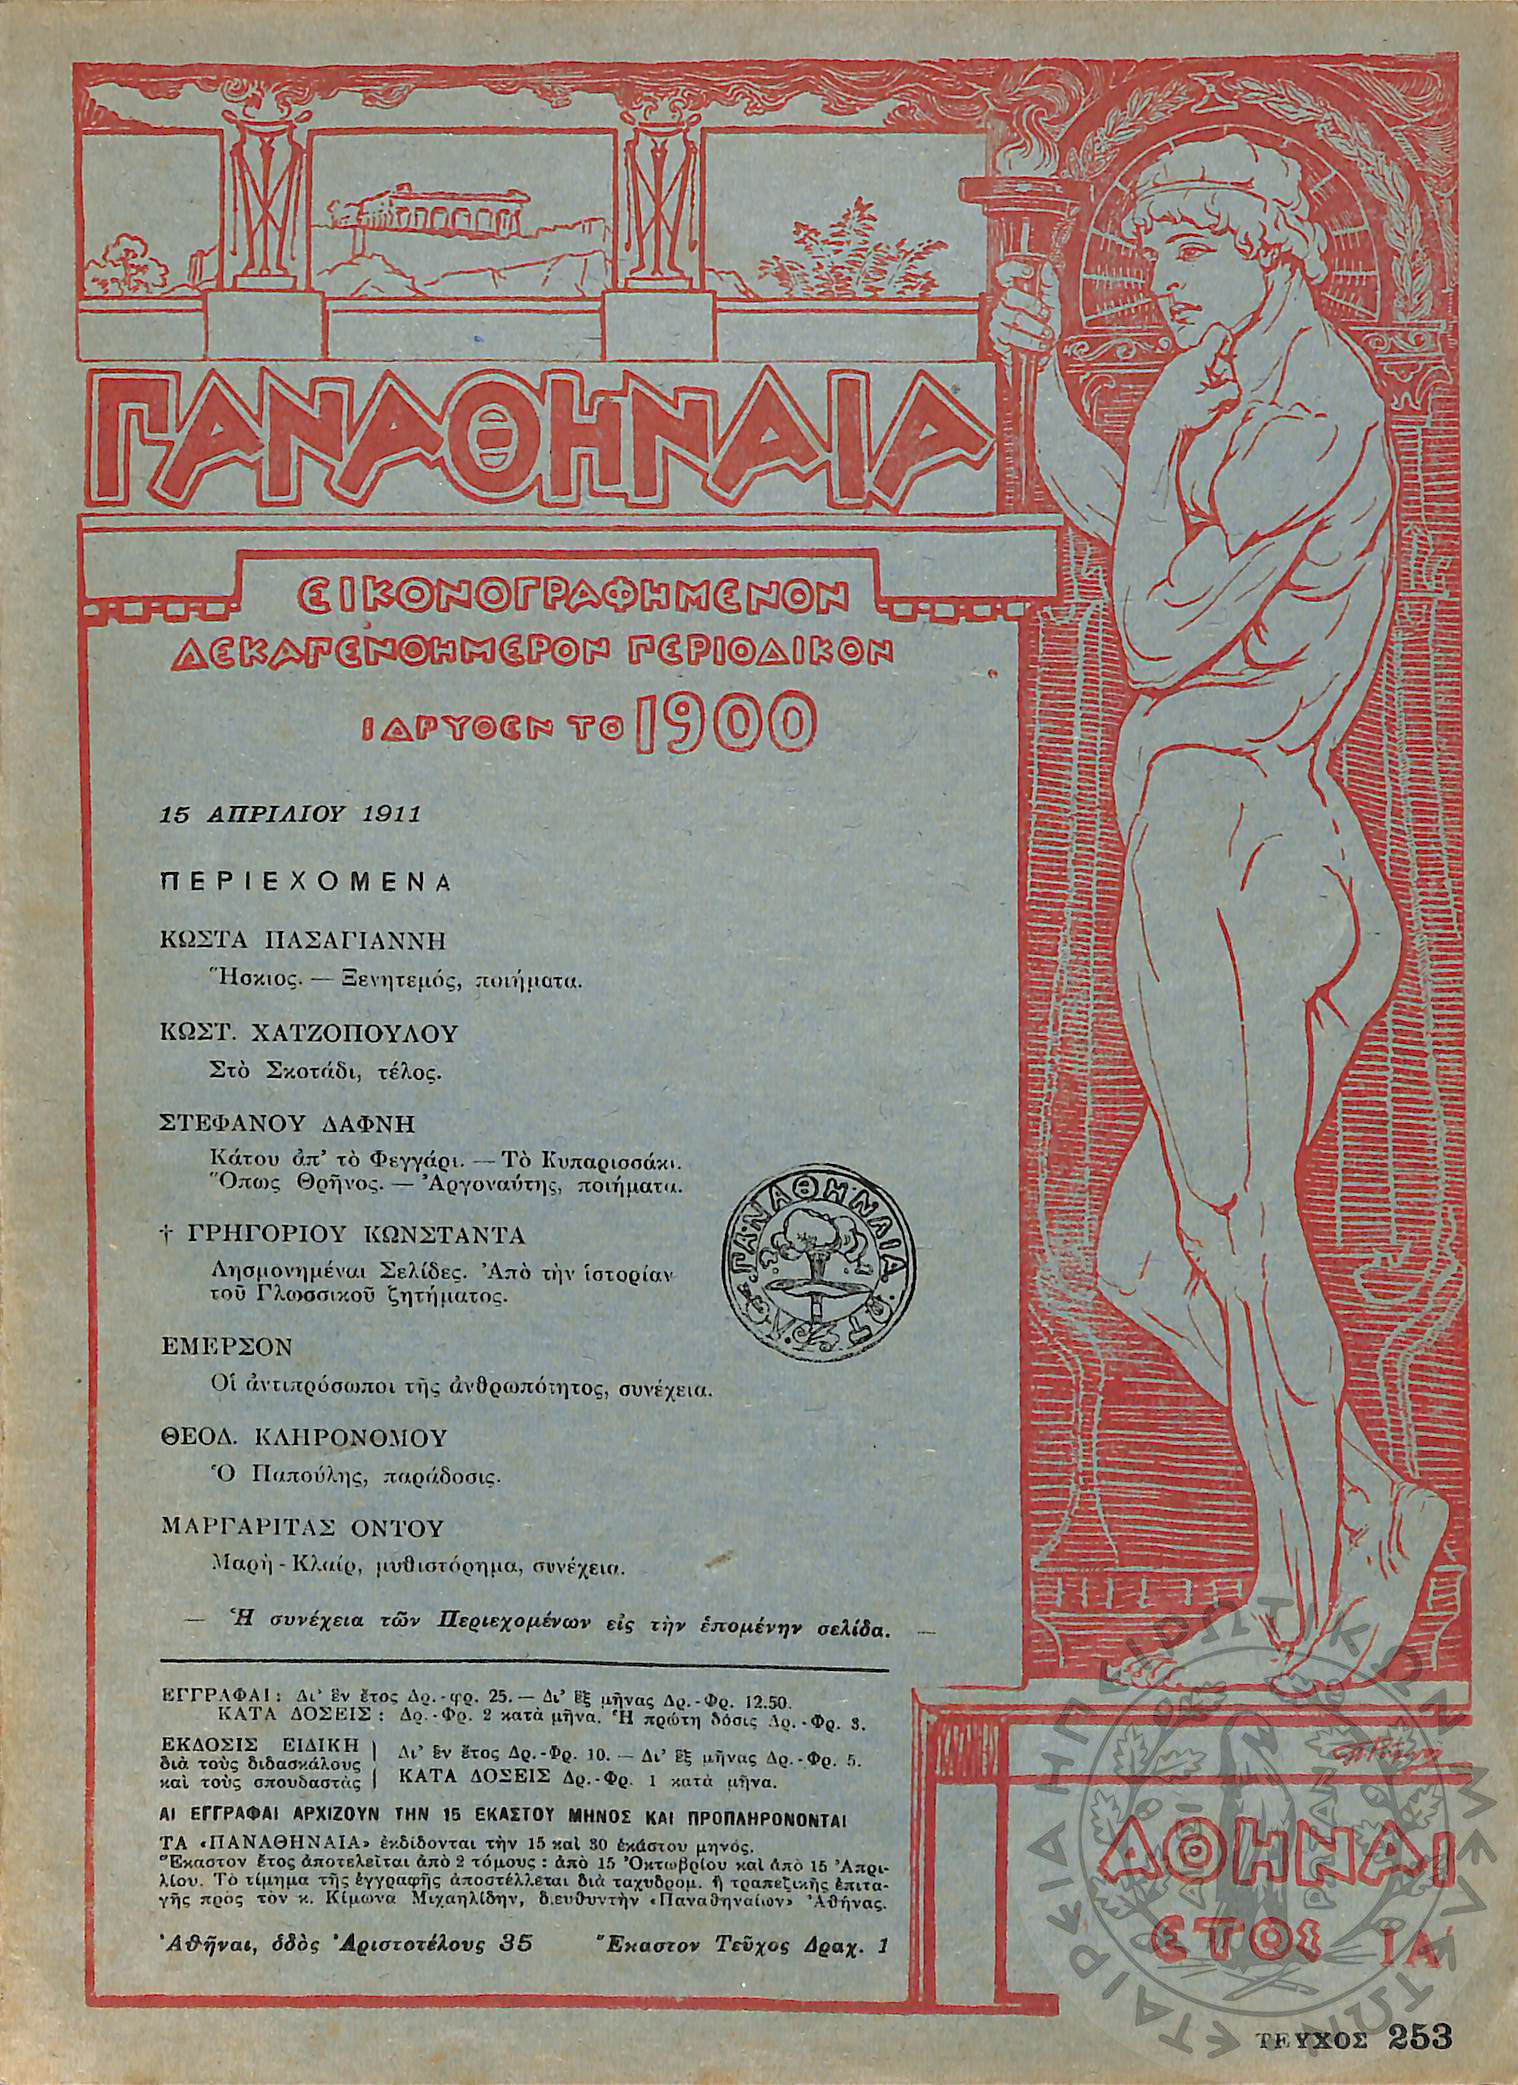 ΠΑΝΑΘΗΝΑΙΑ
ΕΙΚΟΝΟΓΡΑΦΗΜΕΝΟΝ
ΔΕΚΑΠΕΝΘΗΜΕΡΟΝ ΠΕΡΙΟΔΙΚΟΝ
ΙΔΡΥΘΕΝ ΤΟ 1900
15 ΑΠΡΙΛΙΟΥ 1911
ΠΕΡΙΕΧΟΜΕΝΑ
ΚΩΣΤΑ ΠΑΣΑΓΙΑΝΝΗ
Ἥσκιος. — Ξενητεμός, ποιήματα.
ΚΩΣΤ. ΧΑΤΖΟΠΟΥΛΟΥ
Στὸ Σκοτάδι, τέλος.
ΣΤΕΦΑΝΟΥ ΔΑΦΝΗ
Κάτου ἀπ' τὸ Φεγγάρι. — Τὸ Κυπαρισσάκι.
Ὅπως Θρῆνος. — Ἀργοναύτης, ποιήματα.
† ΓΡΗΓΟΡΙΟΥ ΚΩΝΣΤΑΝΤΑ
Λησμονημέναι Σελίδες. Ἀπὸ τὴν ἱστορίαν
τοῦ Γλωσσικοῦ ζητήματος.
ΠΑΝΑΘΗΝΑΙΑ
ΕΜΕΡΣΟΝ
Οἱ ἀντιπρόσωποι τῆς ἀνθρωπότητος, συνέχεια.
ΘΕΟΔ. ΚΛΗΡΟΝΟΜΟΥ
Ὁ Παπούλης, παράδοσις.
ΜΑΡΓΑΡΙΤΑΣ ΟΝΤΟΥ
Μαρὴ - Κλαίρ, μυθιστόρημα, συνέχεια.
— Ἡ συνέχεια τῶν Περιεχομένων εἰς τὴν ἑπομένην σελίδα. —
ΕΓΓΡΑΦΑΙ: Δι' ἓν ἔτος Δρ.-φρ. 25. — Δι' ἓξ μῆνας Δρ.-Φρ. 12.50.
ΚΑΤΑ ΔΟΣΕΙΣ: Δρ.-Φρ. 2 κατὰ μῆνα. Ἡ πρώτη δόσις Δρ.-Φρ. 3.
ΕΚΔΟΣΙΣ ΕΙΔΙΚΗ
διὰ τοὺς διδασκάλους
καὶ τοὺς σπουδαστὰς
Δι' ἓν ἔτος Δρ.-Φρ. 10. — Δι' ἓξ μῆνας Δρ.-Φρ. 5.
ΚΑΤΑ ΔΟΣΕΙΣ Δρ.-Φρ. 1 κατὰ μῆνα.
ΑΙ ΕΓΓΡΑΦΑΙ ΑΡΧΙΖΟΥΝ ΤΗΝ 15 ΕΚΑΣΤΟΥ ΜΗΝΟΣ ΚΑΙ ΠΡΟΠΛΗΡΟΝΟΝΤΑΙ
ΤΑ «ΠΑΝΑΘΗΝΑΙΑ» ἐκδίδονται τὴν 15 καὶ 30 ἑκάστου μηνός.
Ἕκαστον ἔτος ἀποτελεῖται ἀπὸ 2 τόμους: ἀπὸ 15 Ὀκτωβρίου καὶ ἀπὸ 15 Ἀπρι-
λίου. Τὸ τίμημα τῆς ἐγγραφῆς ἀποστέλλεται διὰ ταχυδρομ. ἢ τραπεζικῆς ἐπιτα-
γῆς πρὸς τὸν κ. Κίμωνα Μιχαηλίδην, διευθυντὴν «Παναθηναίων» Ἀθήνας.
Ἀθῆναι, ὁδὸς Ἀριστοτέλους 35 Ἕκαστον Τεῦχος Δραχ. 1
ΑΘΗΝΑΙ
ΕΤΟΣ ΙΑ'
ΤΕΥΧΟΣ 253
ΕΤΑΙΡΕΙΑ ΗΠΕΙΡΩΤΙΚΩΝ ΜΕΛΕΤΩΝ